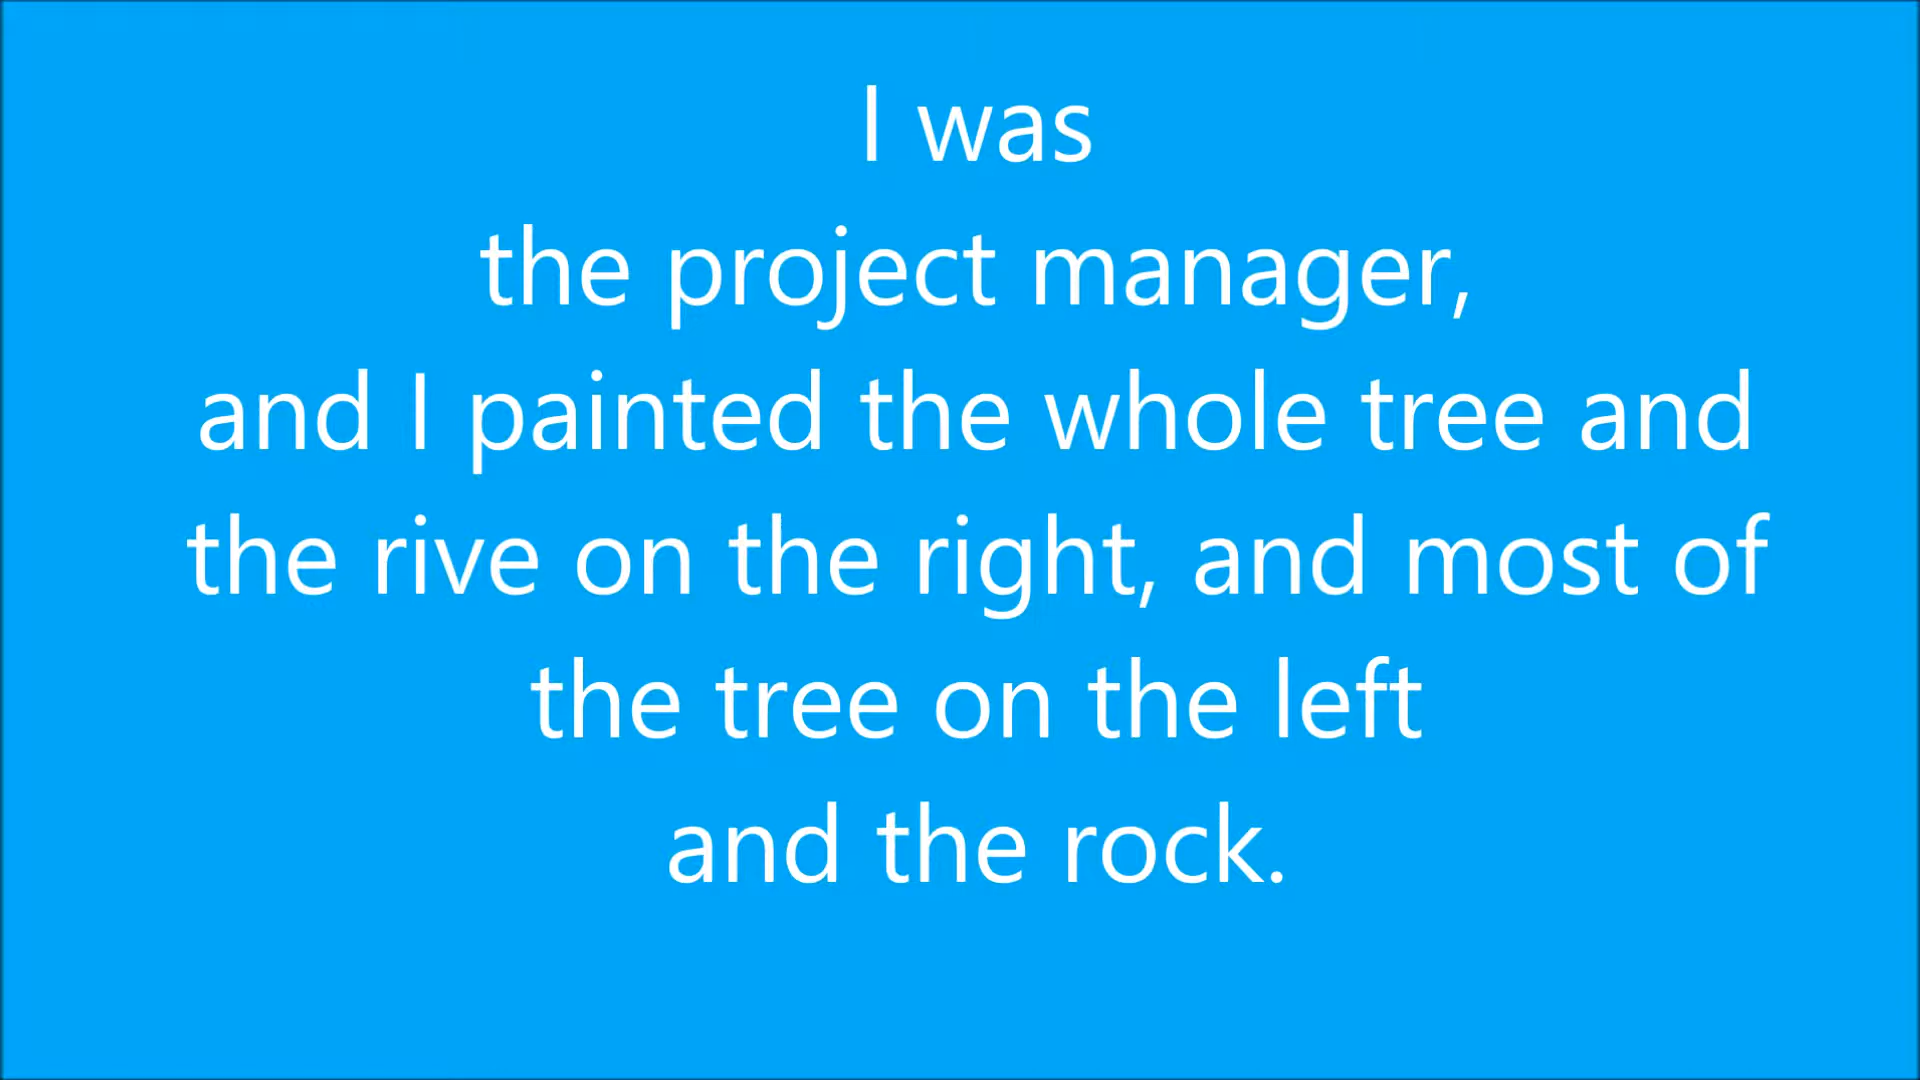 I was
the project manager,
and I painted the whole tree and
the rive on the right, and most of
the tree on the left
and the rock.